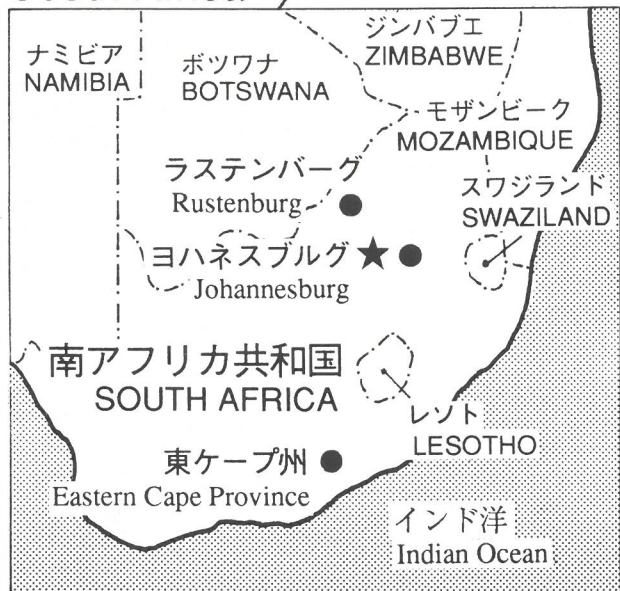 ナミビア
NAMIBIA
ボツワナ
BOTSWANA
ジンバブエ
ZIMBABWE
モザンビーク
MOZAMBIQUE
ラステンバーグ
Rustenburg
スワジランド
SWAZILAND
ヨハネスブルグ
Johannesburg
南アフリカ共和国
SOUTH AFRICA
レソト
LESOTHO
東ケープ州
Eastern Cape Province
インド洋
Indian Ocean